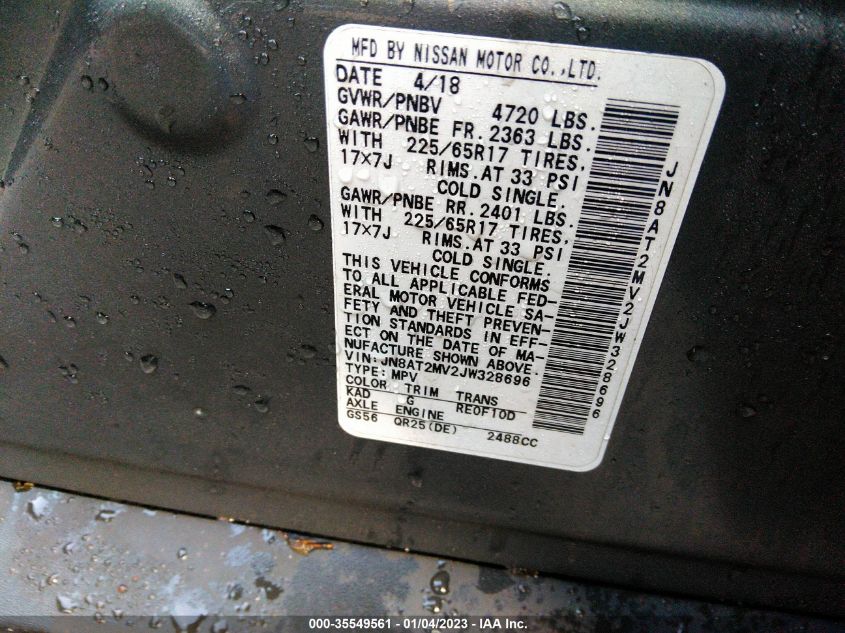 MFD BY NISSAN MOTOR CO.,LTD.
DATE 4/18
GVWR/PNBV 4720 LBS.
GAWR/PNBE FR. 2363 LBS.
WITH 225/65R17 TIRES,
17×7J RIMS.AT 33 PSI
COLD SINGLE.
GAWR/PNBE RR. 2401 LBS.
WITH 225/65R17 TIRES,
17×7J RIMS.AT 33 PSI
COLD SINGLE.
THIS VEHICLE CONFORMS
TO ALL APPLICABLE FED-
ERAL MOTOR VEHICLE SA-
FETY AND THEFT PREVEN-
TION STANDARDS IN EFF-
ECT ON THE DATE OF MA-
NUFACTURE SHOWN ABOVE.
VIN:JN8AT2MV2JW328696
TYPE:MPV
COLOR TRIM TRANS
KAD G RE0F10D
AXLE ENGINE
GS56 QR25(DE) 2488CC
JN8AT2MV2JW328696
000-35549561 - 01/04/2023 - IAA Inc.